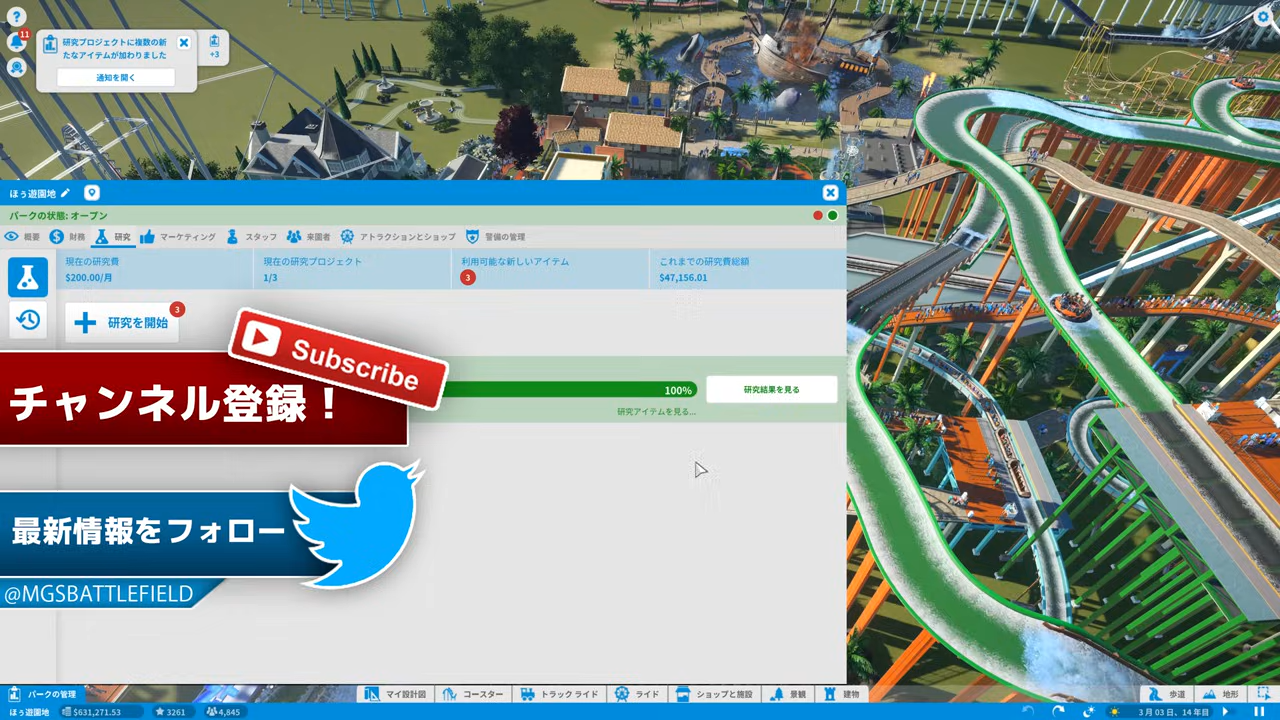 ?
11
研究プロジェクトに複数の新
たなアイテムが加わりました
通知を開く
+3
ほぅ遊園地
パークの状態: オープン
概要
財務
研究
マーケティング
スタッフ
来園者
アトラクションとショップ
警備の管理
現在の研究費
$200.00/月
現在の研究プロジェクト
1/3
利用可能な新しいアイテム
3
これまでの研究費総額
$47,156.01
研究を開始
3
Subscribe
チャンネル登録！
100%
研究結果を見る
研究アイテムを見る...
最新情報をフォロー
@MGSBATTLEFIELD
パークの管理
マイ設計図
コースター
トラックライド
ライド
ショップと施設
景観
建物
歩道
地形
ほぅ遊園地
$631,271.53
3261
4,845
3月 03日、14年目